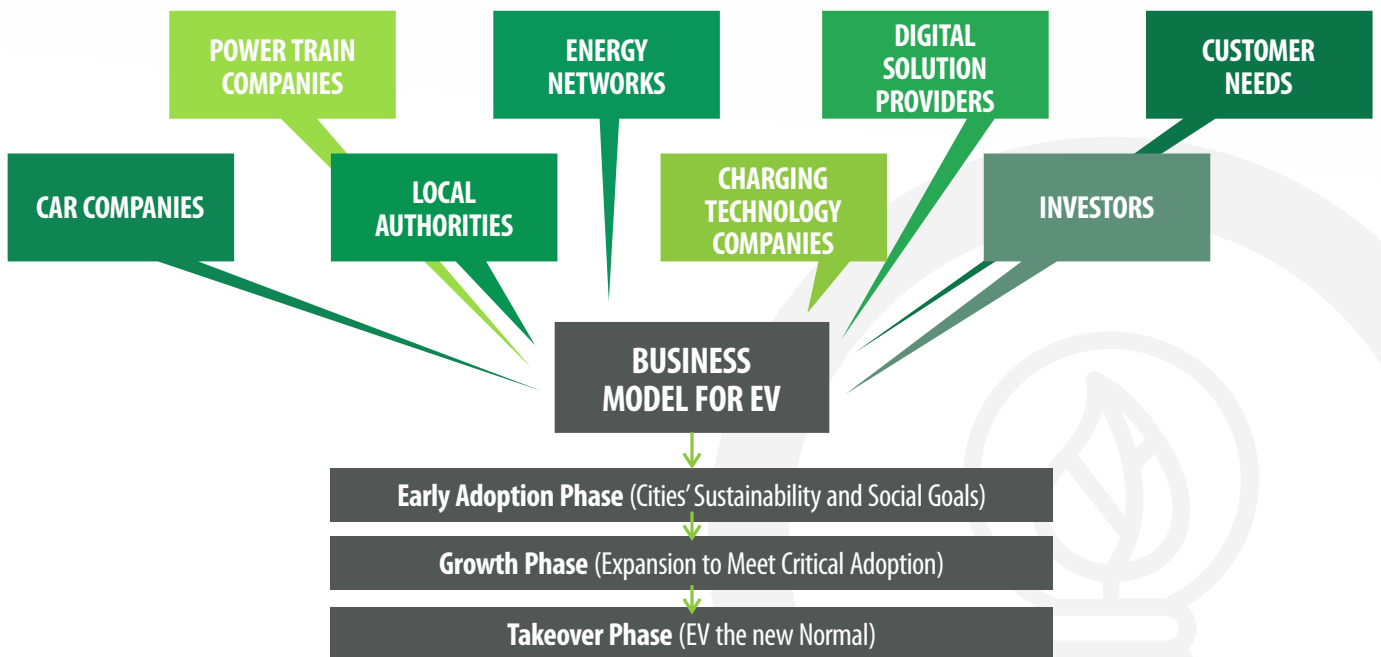 POWER TRAIN
COMPANIES
ENERGY
NETWORKS
DIGITAL
SOLUTION
PROVIDERS
CUSTOMER
NEEDS
CAR COMPANIES
LOCAL
AUTHORITIES
CHARGING
TECHNOLOGY
COMPANIES
INVESTORS
BUSINESS
MODEL FOR EV
Early Adoption Phase (Cities’ Sustainability and Social Goals)
Growth Phase (Expansion to Meet Critical Adoption)
Takeover Phase (EV the new Normal)